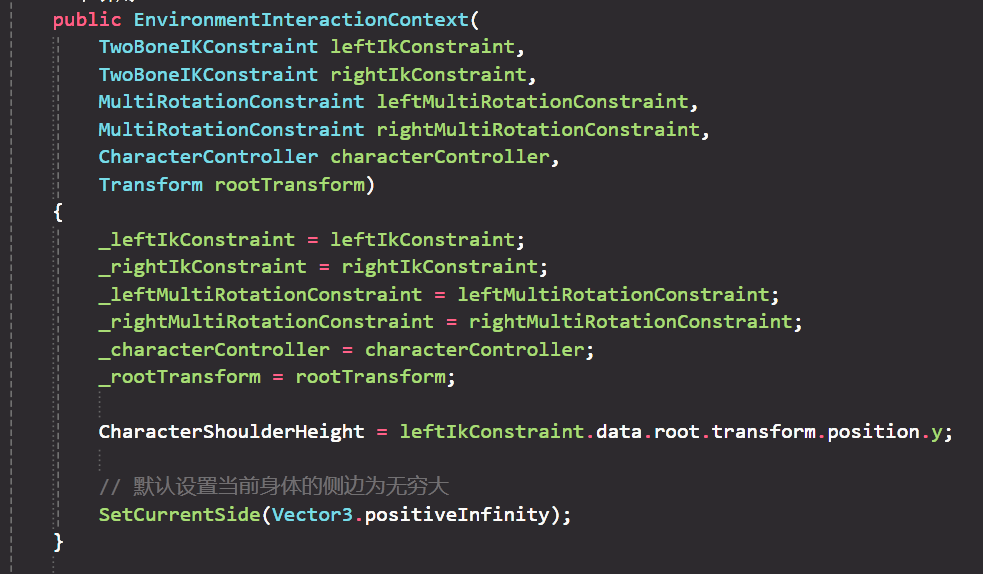 public EnvironmentInteractionContext(
TwoBoneIKConstraint leftIkConstraint,
TwoBoneIKConstraint rightIkConstraint,
MultiRotationConstraint leftMultiRotationConstraint,
MultiRotationConstraint rightMultiRotationConstraint,
CharacterController characterController,
Transform rootTransform)
{
_leftIkConstraint = leftIkConstraint;
_rightIkConstraint = rightIkConstraint;
_leftMultiRotationConstraint = leftMultiRotationConstraint;
_rightMultiRotationConstraint = rightMultiRotationConstraint;
_characterController = characterController;
_rootTransform = rootTransform;
CharacterShoulderHeight = leftIkConstraint.data.root.transform.position.y;
// 默认设置当前身体的侧边为无穷大
SetCurrentSide(Vector3.positiveInfinity);
}